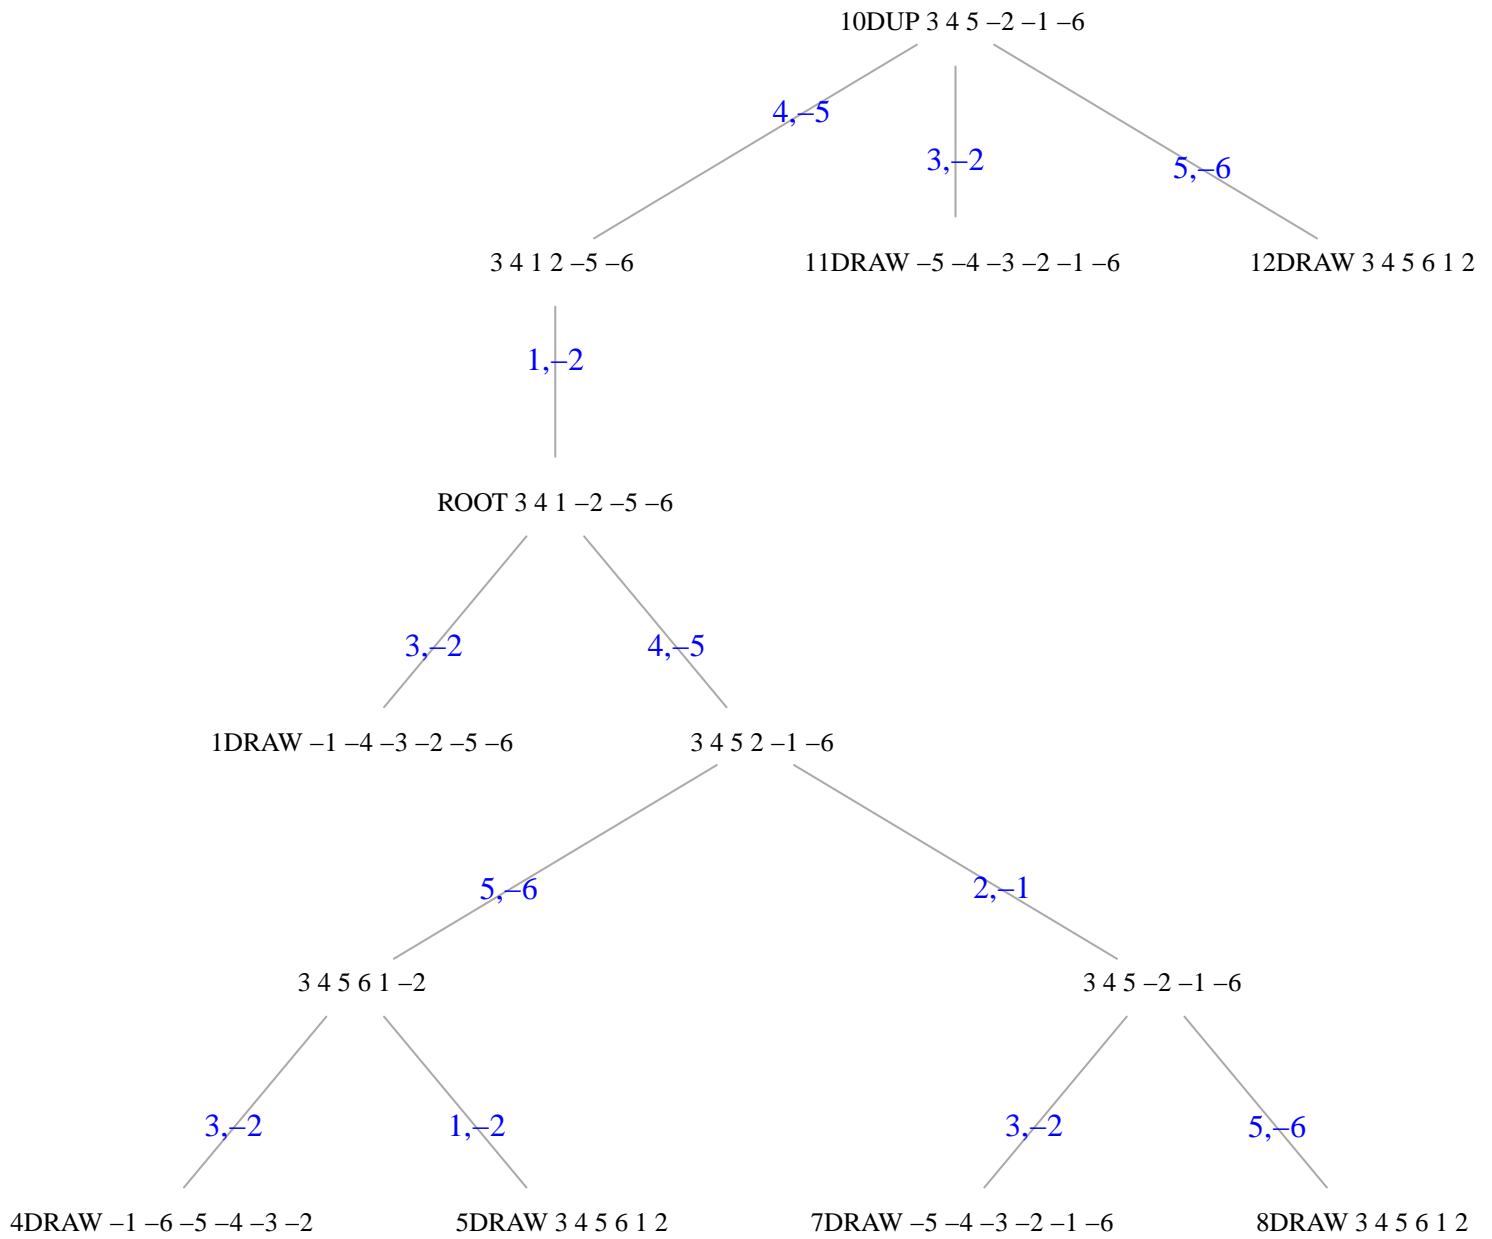 10DUP 3 4 5 –2 –1 –6
4,–5
3,–2
5,–6
3 4 1 2 –5 –6
11DRAW –5 –4 –3 –2 –1 –6
12DRAW 3 4 5 6 1 2
1,–2
ROOT 3 4 1 –2 –5 –6
3,–2
4,–5
1DRAW –1 –4 –3 –2 –5 –6
3 4 5 2 –1 –6
5,–6
2,–1
3 4 5 6 1 –2
3 4 5 –2 –1 –6
3,–2
1,–2
3,–2
5,–6
4DRAW –1 –6 –5 –4 –3 –2
5DRAW 3 4 5 6 1 2
7DRAW –5 –4 –3 –2 –1 –6
8DRAW 3 4 5 6 1 2